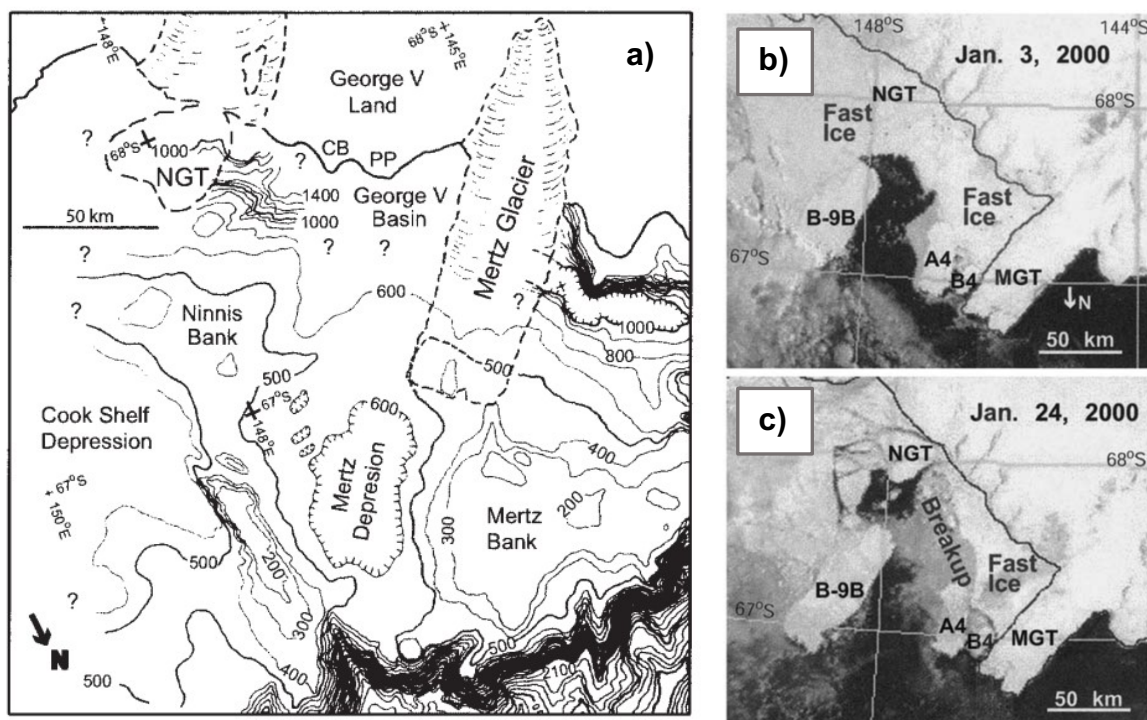 a)
148°E
68°S
145°E
George V
Land
?
68°S
1000
NGT
?
CB
PP
1400
1000
George V
Basin
50 km
?
?
?
?
Mertz Glacier
?
600
1000
800
Ninnis
Bank
?
500
500
67°S
148°E
600
Mertz
Depresion
400
200
300
Mertz
Bank
Cook Shelf
Depression
67°S
150°E
500
200
?
300
400
N
500
500
2100
b)
148°S
144°S
Jan. 3, 2000
NGT
68°S
Fast
Ice
Fast
Ice
B-9B
67°S
A4
B4
MGT
N
50 km
c)
Jan. 24, 2000
NGT
68°S
Breakup
Fast
Ice
B-9B
67°S
A4
B4
MGT
50 km